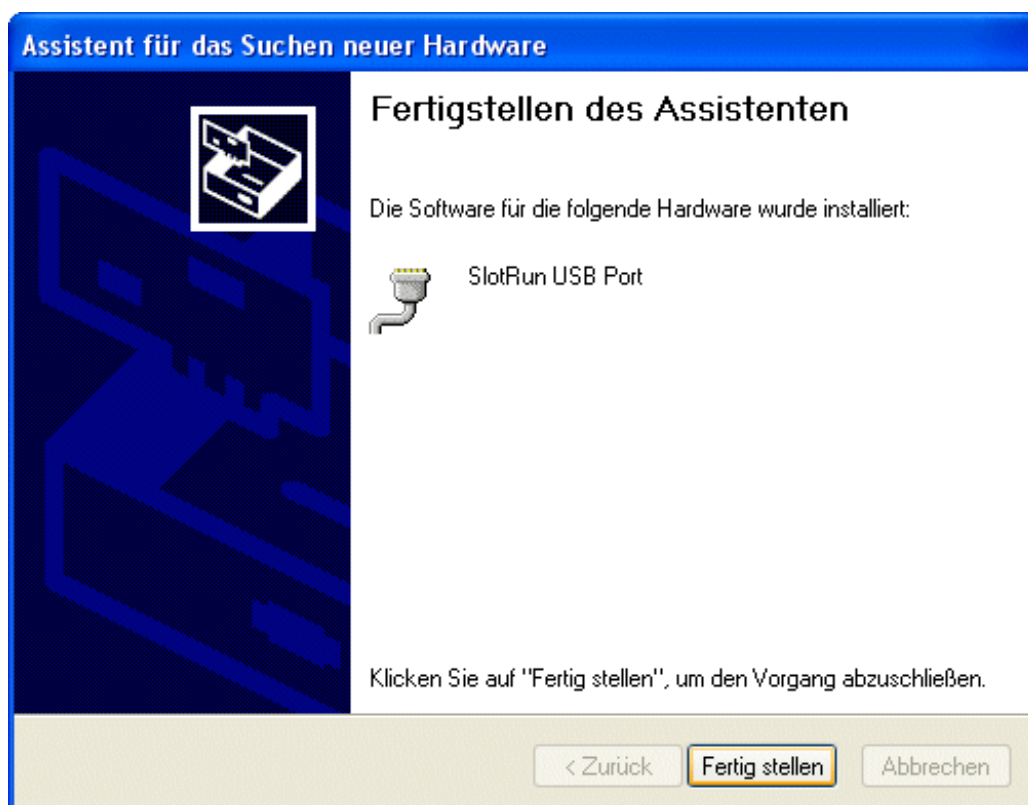 Assistent für das Suchen neuer Hardware
Fertigstellen des Assistenten
Die Software für die folgende Hardware wurde installiert:
SlotRun USB Port
Klicken Sie auf "Fertig stellen", um den Vorgang abzuschließen.
< Zurück Fertig stellen Abbrechen